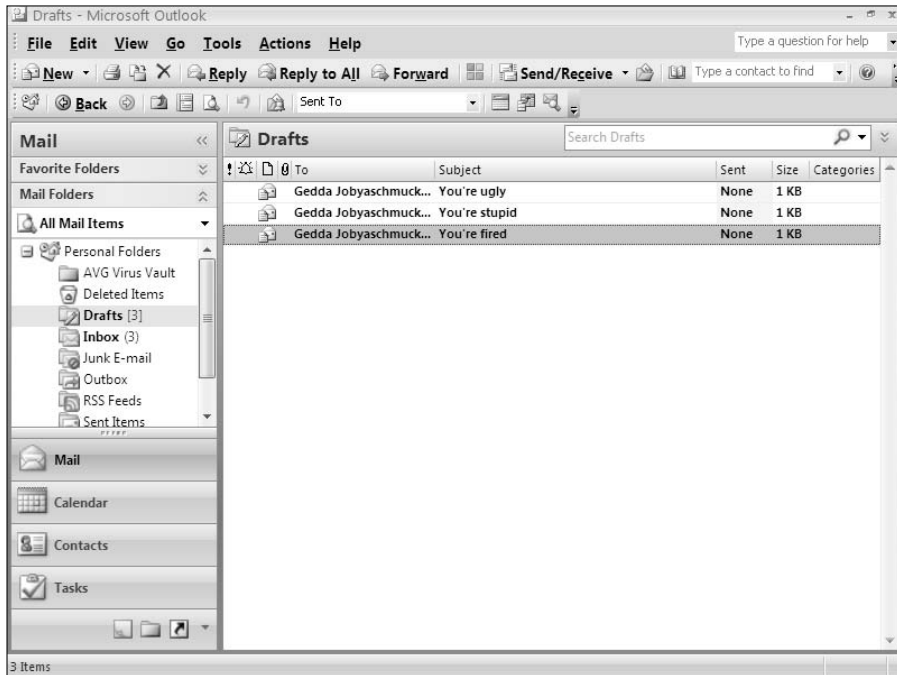 Drafts - Microsoft Outlook
File Edit View Go Tools Actions Help Type a question for help
New Reply Reply to All Forward Send/Receive Type a contact to find
Back Sent To
Mail
Drafts Search Drafts
Favorite Folders
Mail Folders
All Mail Items
Personal Folders
AVG Virus Vault
Deleted Items
Drafts [3]
Inbox (3)
Junk E-mail
Outbox
RSS Feeds
Sent Items
Mail
Calendar
Contacts
Tasks
To Subject Sent Size Categories
Gedda Jobyaschmuck... You're ugly None 1 KB
Gedda Jobyaschmuck... You're stupid None 1 KB
Gedda Jobyaschmuck... You're fired None 1 KB
3 Items